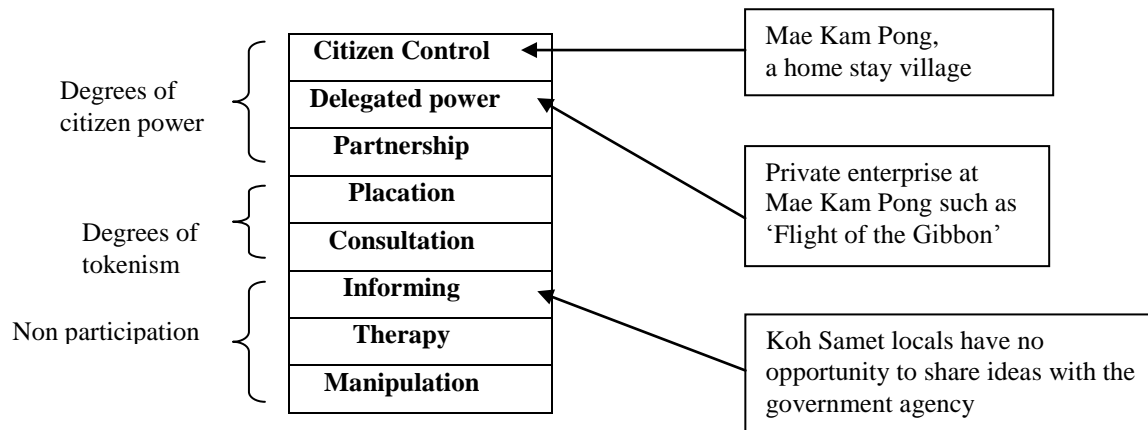 Degrees of
citizen power
Degrees of
tokenism
Non participation
Citizen Control
Delegated power
Partnership
Placation
Consultation
Informing
Therapy
Manipulation
Mae Kam Pong,
a home stay village
Private enterprise at
Mae Kam Pong such as
‘Flight of the Gibbon’
Koh Samet locals have no
opportunity to share ideas with the
government agency